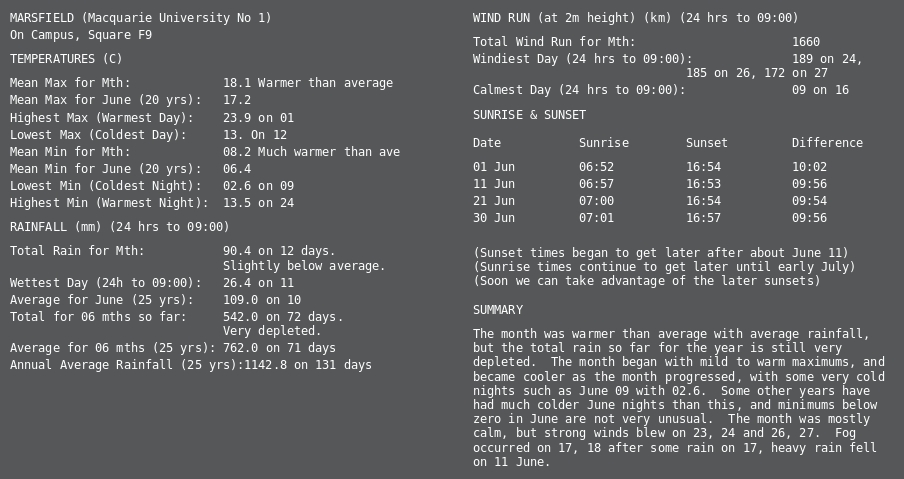 MARSFIELD (Macquarie University No 1)
On Campus, Square F9
TEMPERATURES (C)
Mean Max for Mth: 18.1 Warmer than average
Mean Max for June (20 yrs): 17.2
Highest Max (Warmest Day): 23.9 on 01
Lowest Max (Coldest Day): 13. On 12
Mean Min for Mth: 08.2 Much warmer than ave
Mean Min for June (20 yrs): 06.4
Lowest Min (Coldest Night): 02.6 on 09
Highest Min (Warmest Night): 13.5 on 24
RAINFALL (mm) (24 hrs to 09:00)
Total Rain for Mth: 90.4 on 12 days.
Slightly below average.
Wettest Day (24h to 09:00): 26.4 on 11
Average for June (25 yrs): 109.0 on 10
Total for 06 mths so far: 542.0 on 72 days.
Very depleted.
Average for 06 mths (25 yrs): 762.0 on 71 days
Annual Average Rainfall (25 yrs):1142.8 on 131 days
WIND RUN (at 2m height) (km) (24 hrs to 09:00)
Total Wind Run for Mth: 1660
Windiest Day (24 hrs to 09:00): 189 on 24,
185 on 26, 172 on 27
Calmest Day (24 hrs to 09:00): 09 on 16
SUNRISE & SUNSET
Date Sunrise Sunset Difference
01 Jun 06:52 16:54 10:02
11 Jun 06:57 16:53 09:56
21 Jun 07:00 16:54 09:54
30 Jun 07:01 16:57 09:56
(Sunset times began to get later after about June 11)
(Sunrise times continue to get later until early July)
(Soon we can take advantage of the later sunsets)
SUMMARY
The month was warmer than average with average rainfall,
but the total rain so far for the year is still very
depleted. The month began with mild to warm maximums, and
became cooler as the month progressed, with some very cold
nights such as June 09 with 02.6. Some other years have
had much colder June nights than this, and minimums below
zero in June are not very unusual. The month was mostly
calm, but strong winds blew on 23, 24 and 26, 27. Fog
occurred on 17, 18 after some rain on 17, heavy rain fell
on 11 June.